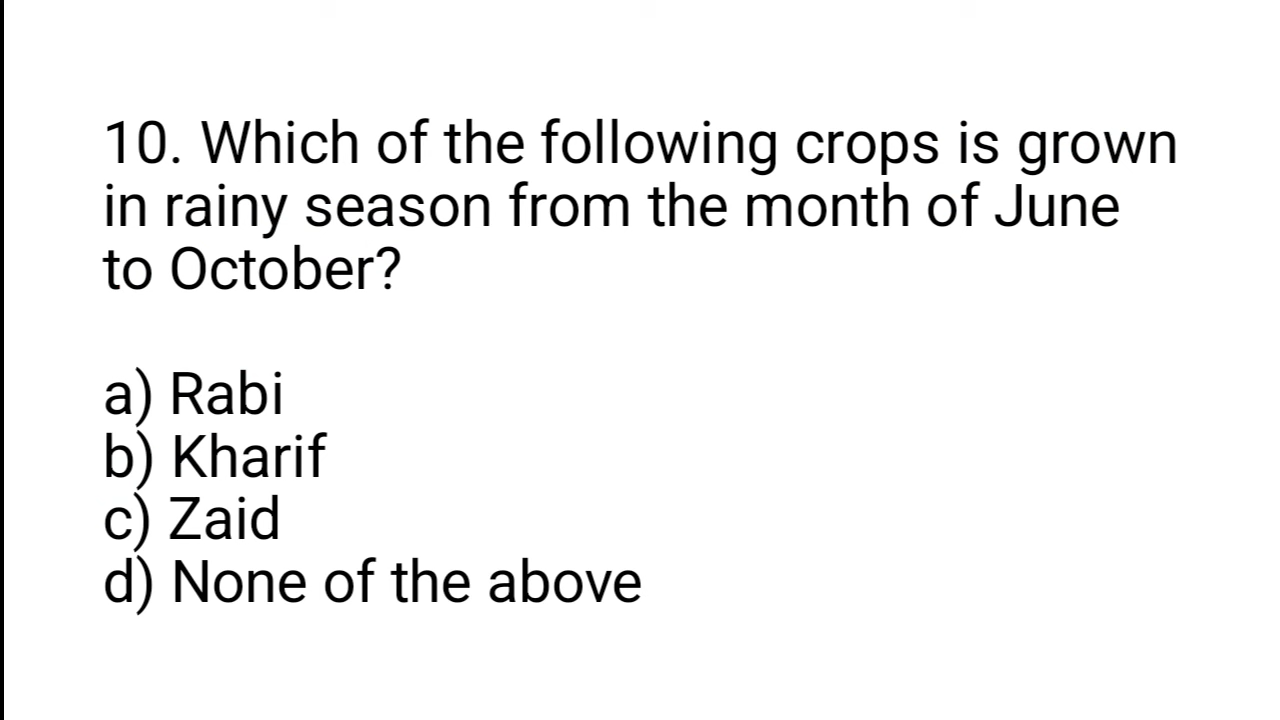 10. Which of the following crops is grown
in rainy season from the month of June
to October?
a) Rabi
b) Kharif
c) Zaid
d) None of the above